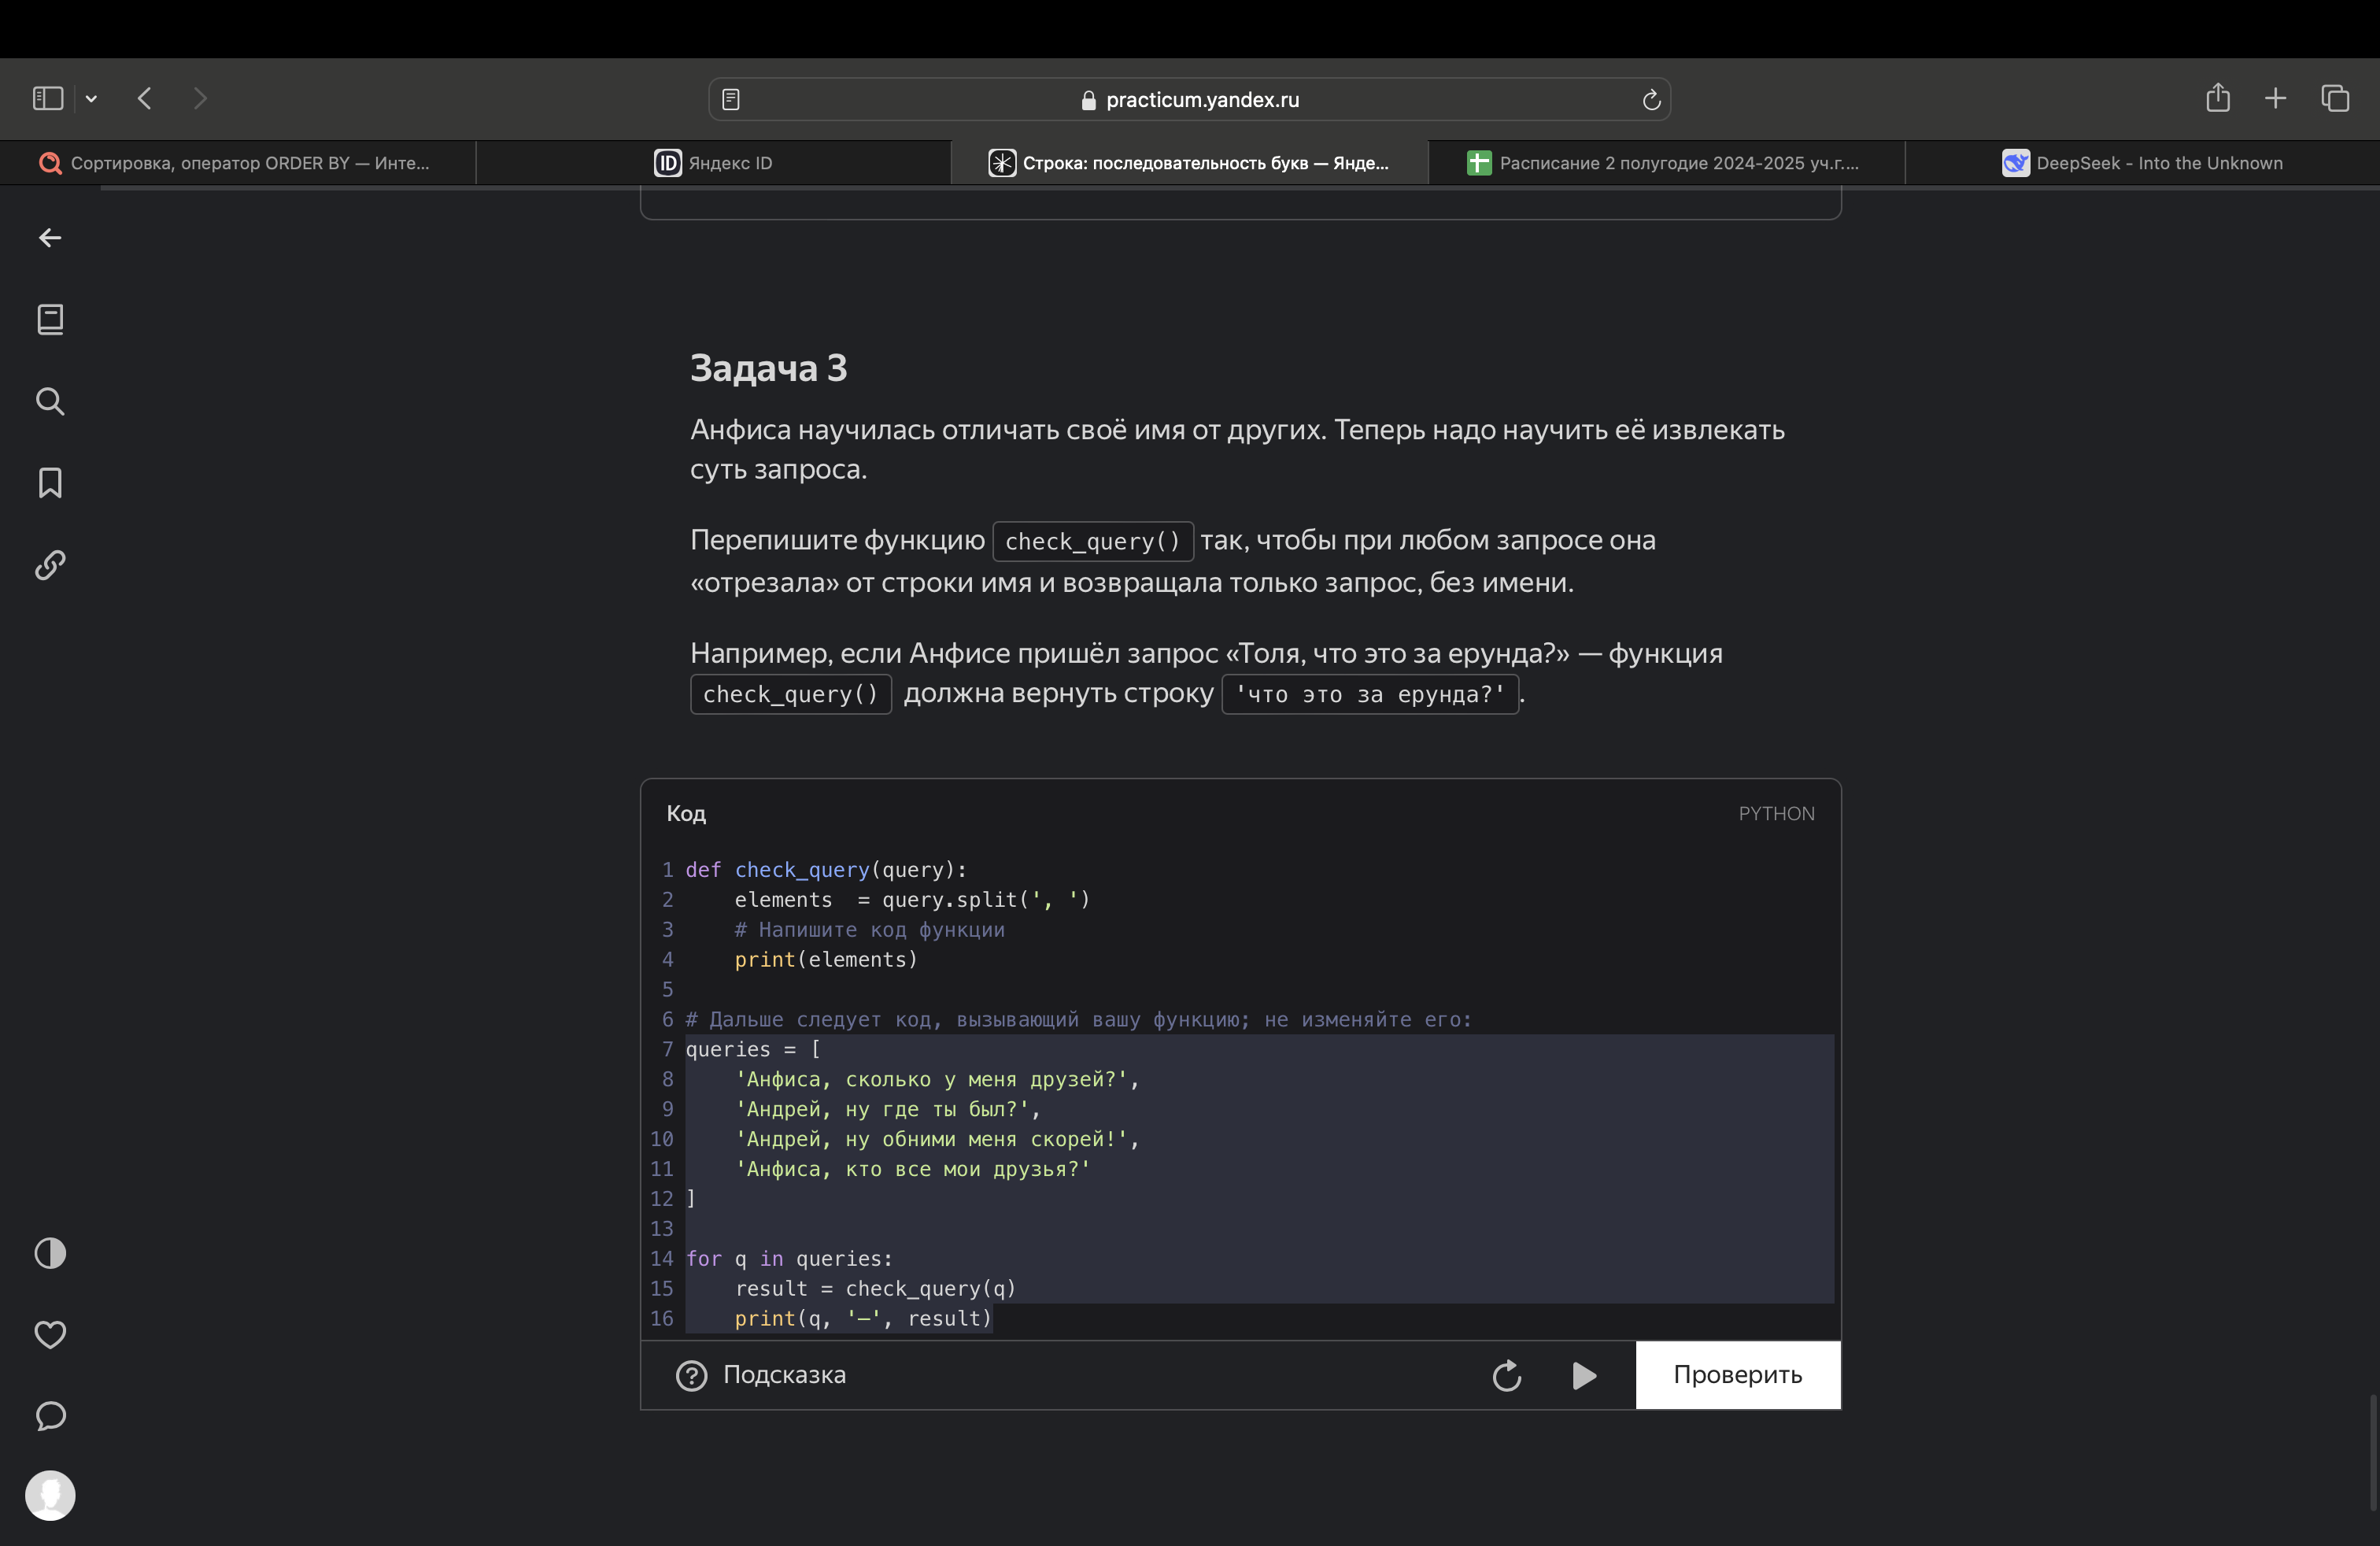 practicum.yandex.ru
Сортировка, оператор ORDER BY — Инте...
ID Яндекс ID
Строка: последовательность букв — Янде...
Расписание 2 полугодие 2024-2025 уч.г....
DeepSeek - Into the Unknown
Задача 3
Анфиса научилась отличать своё имя от других. Теперь надо научить её извлекать
суть запроса.
Перепишите функцию check_query() так, чтобы при любом запросе она
«отрезала» от строки имя и возвращала только запрос, без имени.
Например, если Анфисе пришёл запрос «Толя, что это за ерунда?» — функция
check_query() должна вернуть строку 'что это за ерунда?'.
Код PYTHON
1 def check_query(query):
2     elements  = query.split(', ')
3     # Напишите код функции
4     print(elements)
5
6 # Дальше следует код, вызывающий вашу функцию; не изменяйте его:
7 queries = [
8     'Анфиса, сколько у меня друзей?',
9     'Андрей, ну где ты был?',
10     'Андрей, ну обними меня скорей!',
11     'Анфиса, кто все мои друзья?'
12 ]
13
14 for q in queries:
15     result = check_query(q)
16     print(q, '—', result)
? Подсказка
Проверить